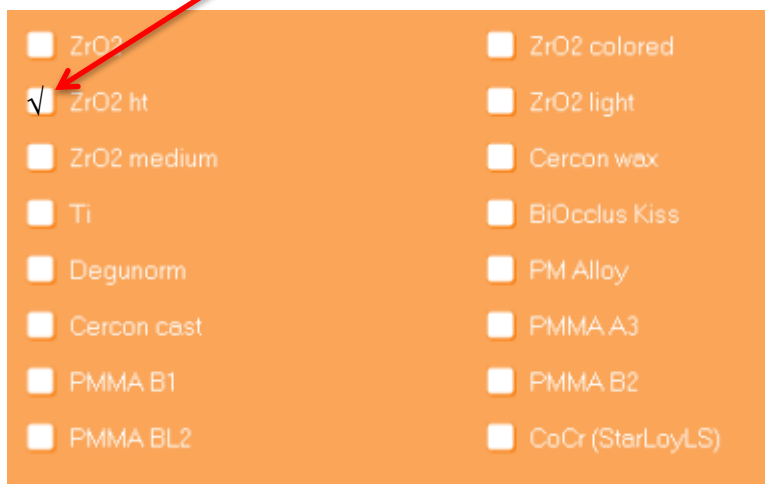 ZrO2 ZrO2 colored
√ ZrO2 ht ZrO2 light
ZrO2 medium Cercon wax
Ti BiOcclus Kiss
Degunorm PM Alloy
Cercon cast PMMA A3
PMMA B1 PMMA B2
PMMA BL2 CoCr (StarLoyLS)